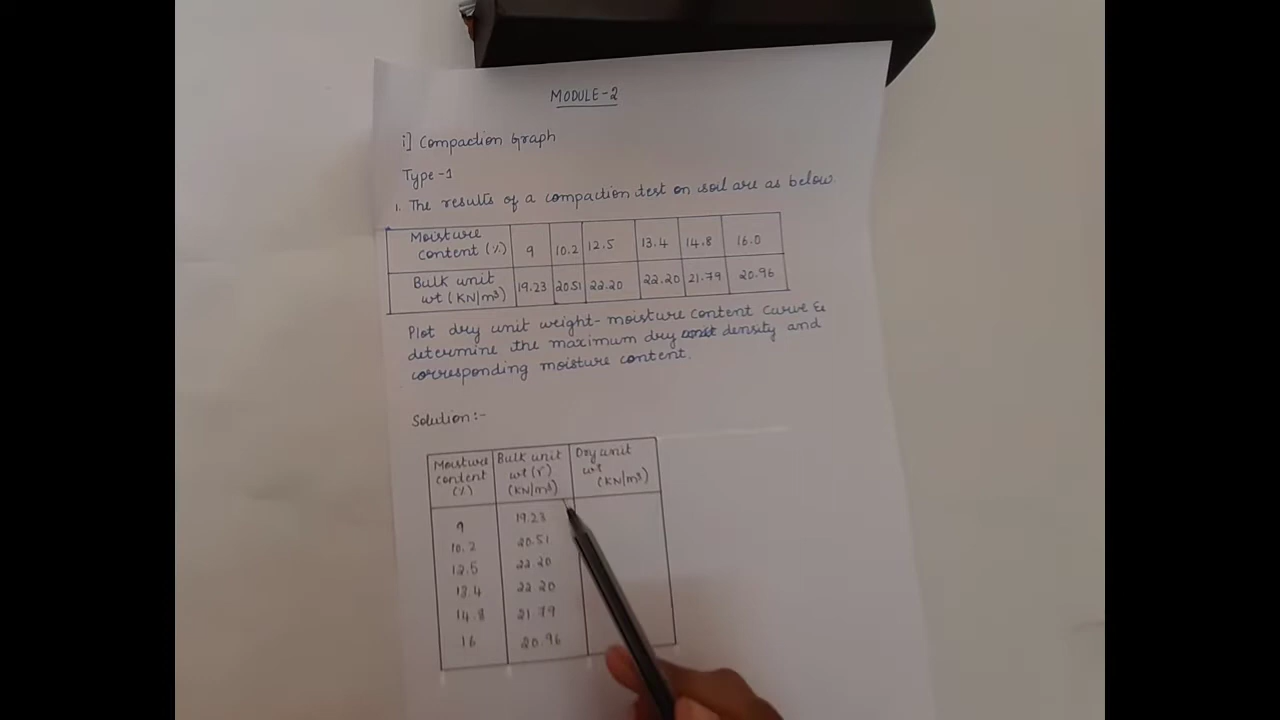 MODULE-2
i] Compaction Graph
Type-1
1. The results of a compaction test on soil are as below.
Moisture content (%) 9 10.2 12.5 13.4 14.8 16.0
Bulk unit wt (KN/m³) 19.23 20.51 22.20 22.20 21.79 20.96
Plot dry unit weight-moisture content curve &
determine the maximum dry density and
corresponding moisture content.
Solution:-
Moisture content (%) Bulk unit wt (r) (KN/m³) Dry unit wt (KN/m³)
9 19.23
10.2 20.51
12.5 22.20
13.4 22.20
14.8 21.79
16 20.96